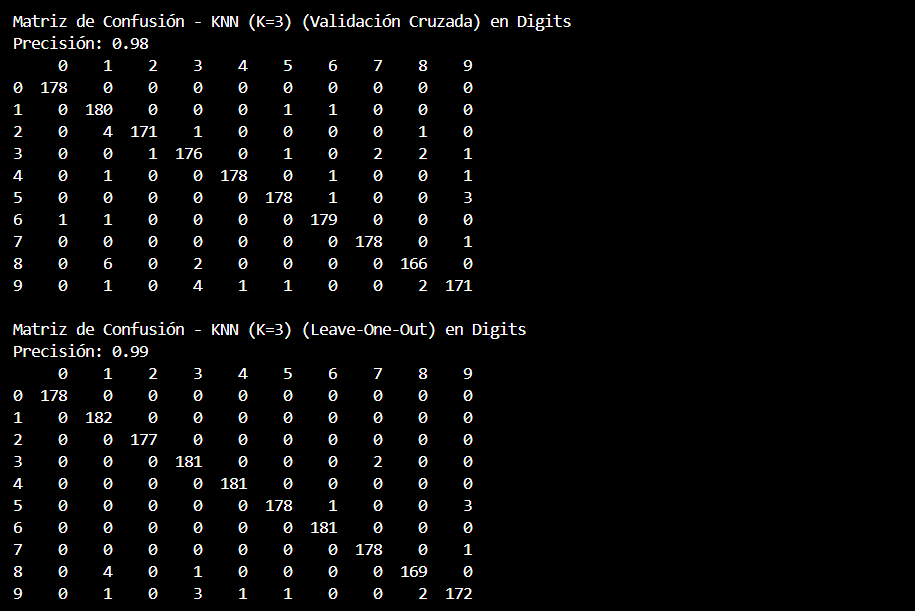 Matriz de Confusión - KNN (K=3) (Validación Cruzada) en Digits
Precisión: 0.98
0 1 2 3 4 5 6 7 8 9
0 178 0 0 0 0 0 0 0 0 0
1 0 180 0 0 0 1 1 0 0 0
2 0 4 171 1 0 0 0 0 1 0
3 0 0 1 176 0 1 0 2 2 1
4 0 1 0 0 178 0 1 0 0 1
5 0 0 0 0 0 178 1 0 0 3
6 1 1 0 0 0 0 179 0 0 0
7 0 0 0 0 0 0 0 178 0 1
8 0 6 0 2 0 0 0 0 166 0
9 0 1 0 4 1 1 0 0 2 171
Matriz de Confusión - KNN (K=3) (Leave-One-Out) en Digits
Precisión: 0.99
0 1 2 3 4 5 6 7 8 9
0 178 0 0 0 0 0 0 0 0 0
1 0 182 0 0 0 0 0 0 0 0
2 0 0 177 0 0 0 0 0 0 0
3 0 0 0 181 0 0 0 2 0 0
4 0 0 0 0 181 0 0 0 0 0
5 0 0 0 0 0 178 1 0 0 3
6 0 0 0 0 0 0 181 0 0 0
7 0 0 0 0 0 0 0 178 0 1
8 0 4 0 1 0 0 0 0 169 0
9 0 1 0 3 1 1 0 0 2 172